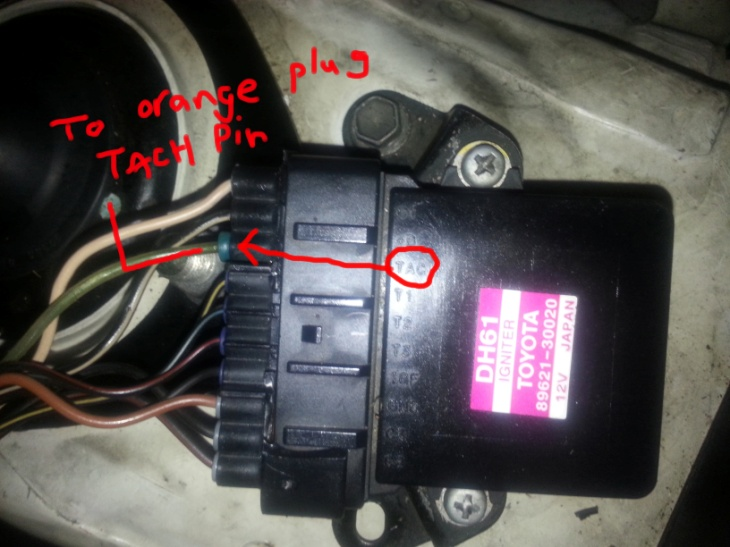 To orange plug
TACH Pin
TAC
T1
T2
T3
DH61
IGNITER
TOYOTA
89621-30020
12V JAPAN